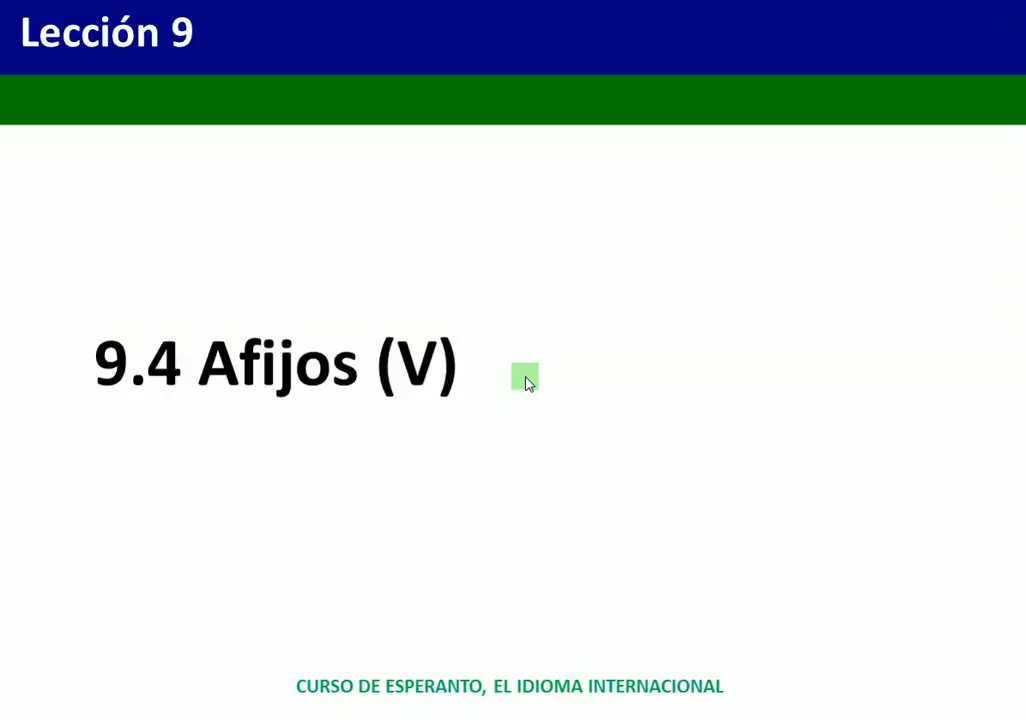 Lección 9
9.4 Afijos (V)
CURSO DE ESPERANTO, EL IDIOMA INTERNACIONAL